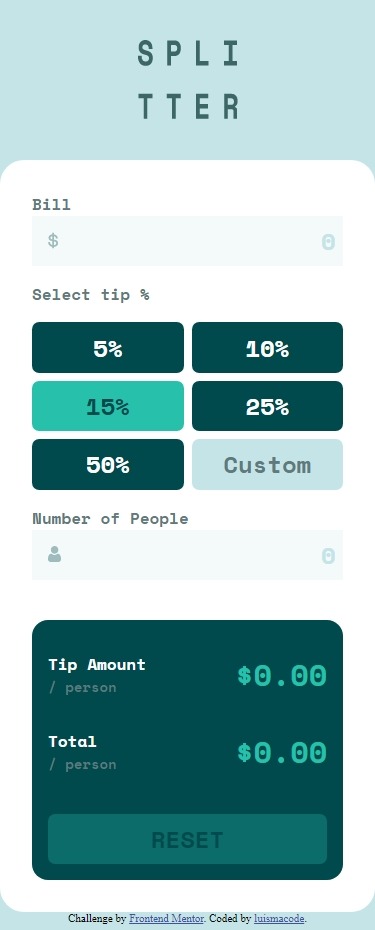 SPLI
TTER
Bill
$ 0
Select tip %
5% 10%
15% 25%
50% Custom
Number of People
0
Tip Amount
/ person
$0.00
Total
/ person
$0.00
RESET
Challenge by Frontend Mentor. Coded by luismacode.